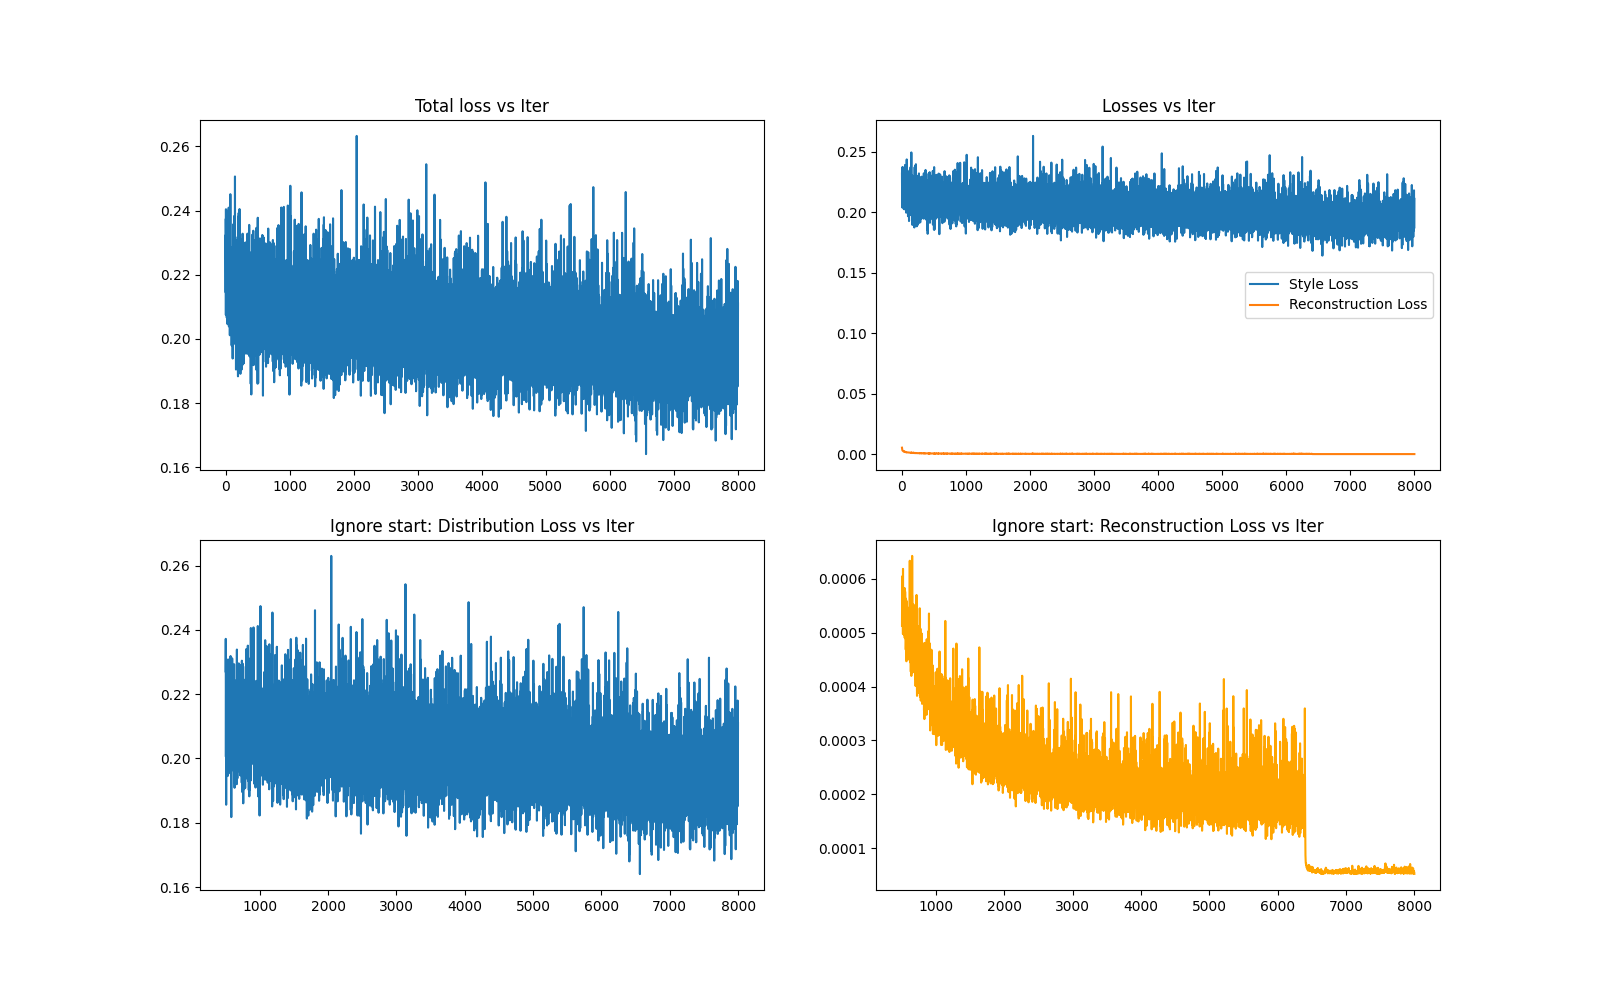 Total loss vs Iter
0.26
0.24
0.22
0.20
0.18
0.16
0 1000 2000 3000 4000 5000 6000 7000 8000
Losses vs Iter
0.25
0.20
0.15
0.10
0.05
0.00
Style Loss
Reconstruction Loss
0 1000 2000 3000 4000 5000 6000 7000 8000
Ignore start: Distribution Loss vs Iter
0.26
0.24
0.22
0.20
0.18
0.16
1000 2000 3000 4000 5000 6000 7000 8000
Ignore start: Reconstruction Loss vs Iter
0.0006
0.0005
0.0004
0.0003
0.0002
0.0001
1000 2000 3000 4000 5000 6000 7000 8000